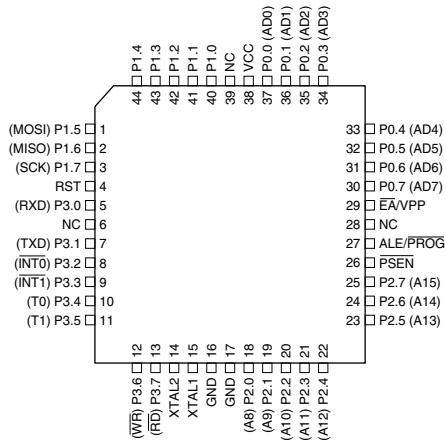 44 P1.4
43 P1.3
42 P1.2
41 P1.1
40 P1.0
39 NC
38 VCC
37 P0.0 (AD0)
36 P0.1 (AD1)
35 P0.2 (AD2)
34 P0.3 (AD3)
(MOSI) P1.5 1
(MISO) P1.6 2
(SCK) P1.7 3
RST 4
(RXD) P3.0 5
NC 6
(TXD) P3.1 7
(INT0) P3.2 8
(INT1) P3.3 9
(T0) P3.4 10
(T1) P3.5 11
33 P0.4 (AD4)
32 P0.5 (AD5)
31 P0.6 (AD6)
30 P0.7 (AD7)
29 EA/VPP
28 NC
27 ALE/PROG
26 PSEN
25 P2.7 (A15)
24 P2.6 (A14)
23 P2.5 (A13)
(WR) P3.6 12
(RD) P3.7 13
XTAL2 14
XTAL1 15
GND 16
GND 17
(A8) P2.0 18
(A9) P2.1 19
(A10) P2.2 20
(A11) P2.3 21
(A12) P2.4 22